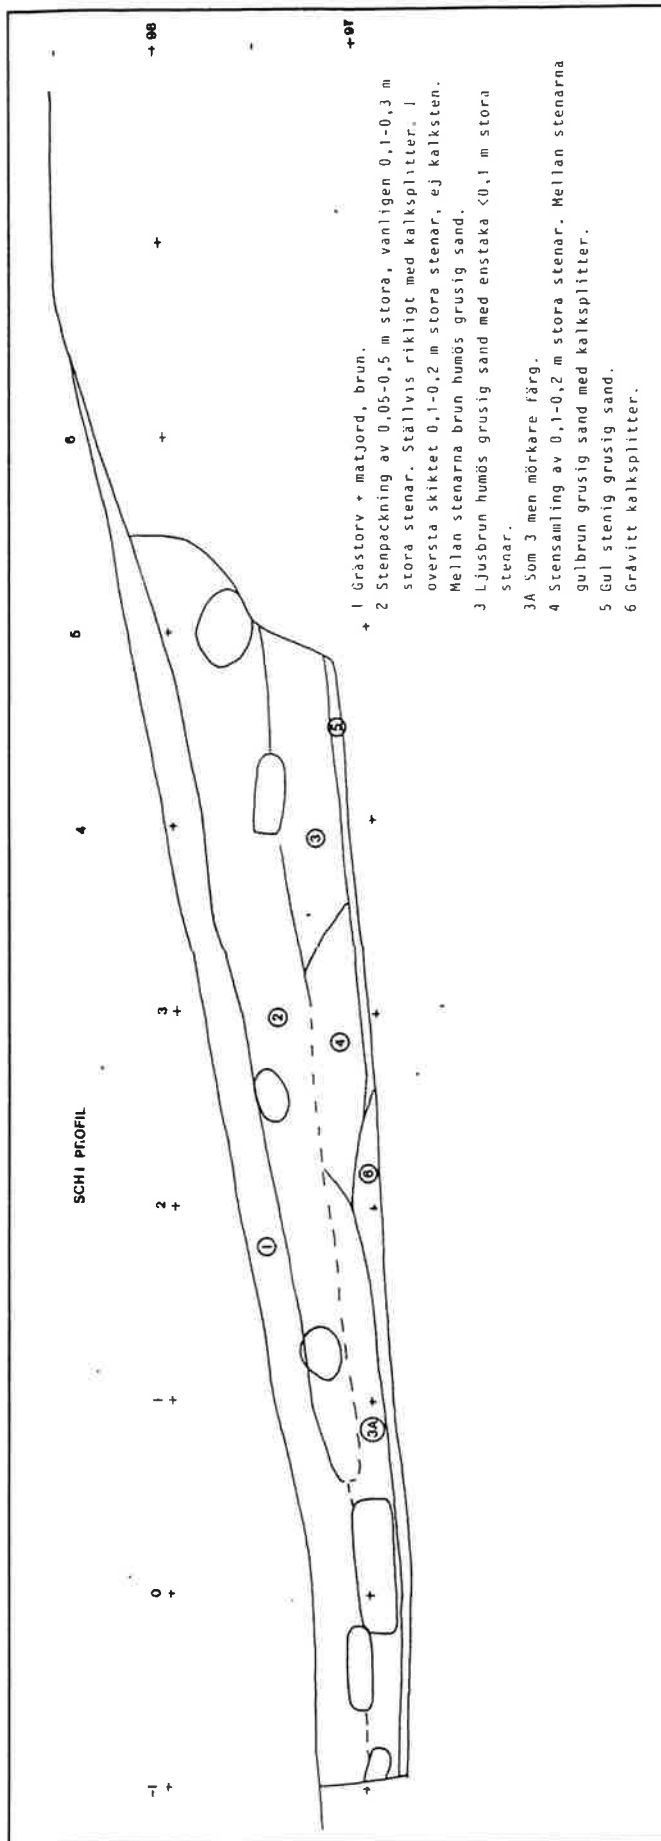 SCHI PROFIL
-1
0
1
2
3
4
5
6
+98
+97
1
2
3
4
5
6
3A
1 Grästorv + matjord, brun.
2 Stenpackning av 0,05-0,5 m stora, vanligen 0,1-0,3 m
stora stenar. Ställvis rikligt med kalksplitter. I
översta skiktet 0,1-0,2 m stora stenar, ej kalksten.
Mellan stenarna brun humös grusig sand.
3 Ljusbrun humös grusig sand med enstaka <0,1 m stora
stenar.
3A Som 3 men mörkare färg.
4 Stensamling av 0,1-0,2 m stora stenar. Mellan stenarna
gulbrun grusig sand med kalksplitter.
5 Gul stenig grusig sand.
6 Gråvitt kalksplitter.